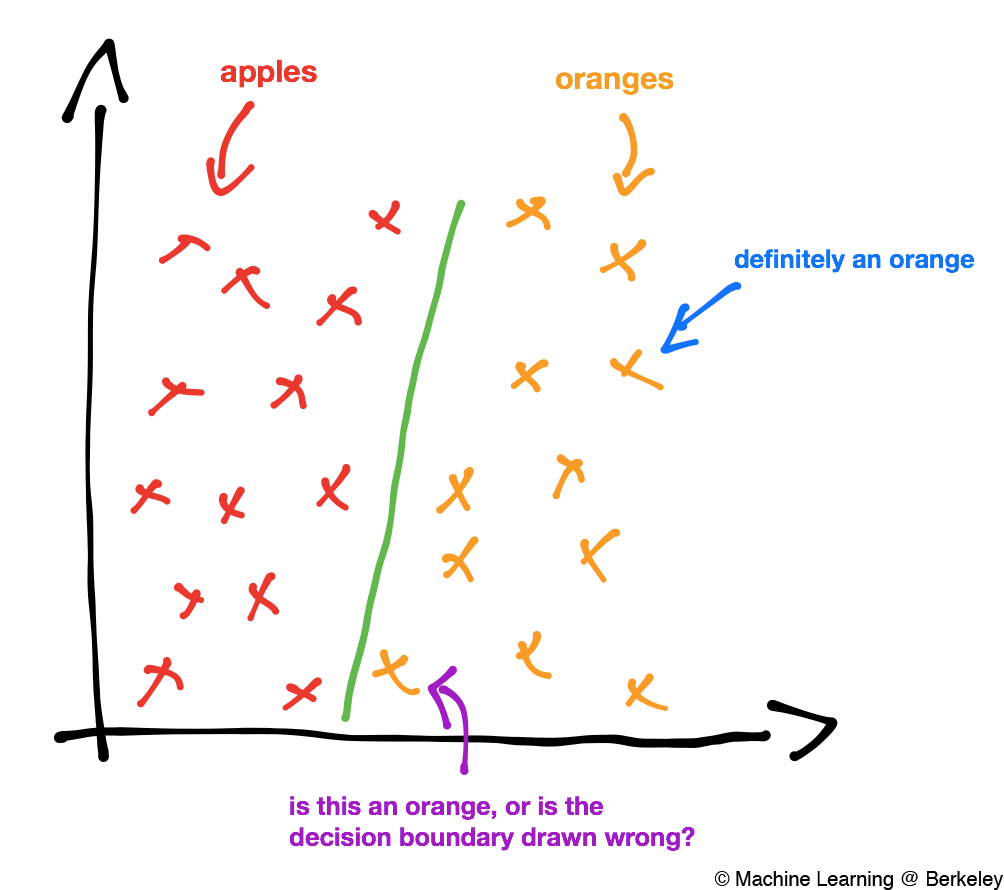 apples
oranges
definitely an orange
is this an orange, or is the
decision boundary drawn wrong?
© Machine Learning @ Berkeley